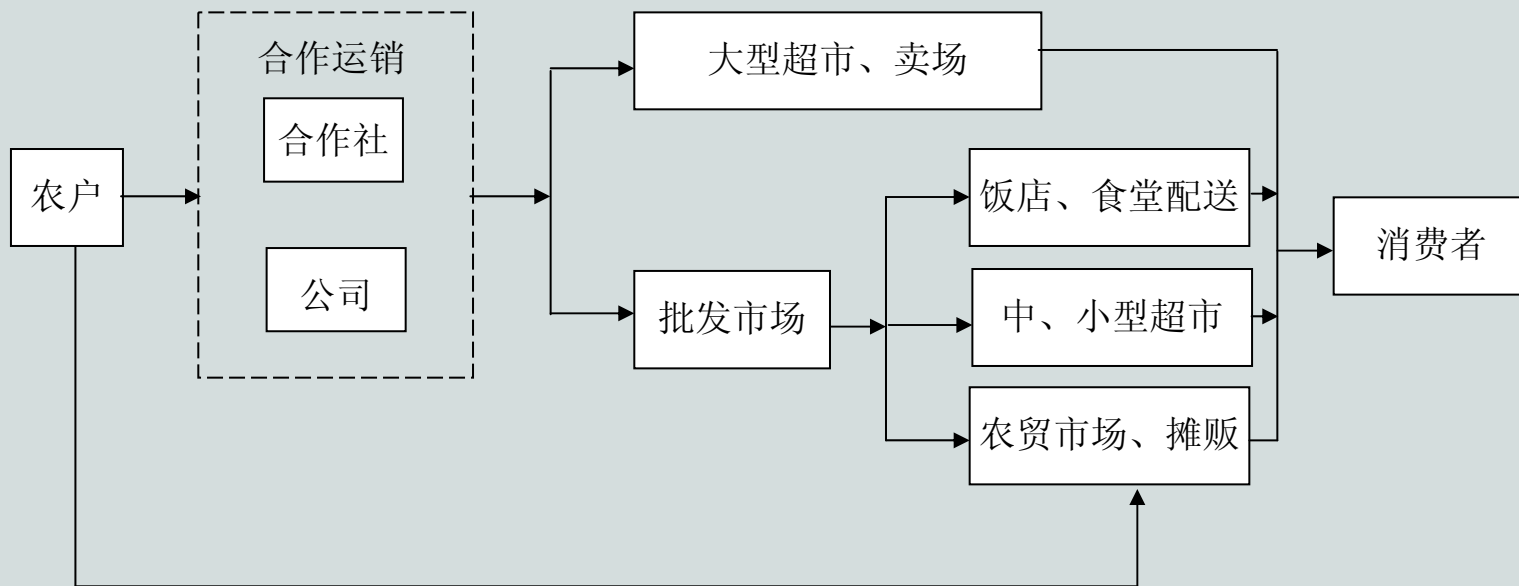 合作运销
合作社
公司
农户
大型超市、卖场
批发市场
饭店、食堂配送
中、小型超市
农贸市场、摊贩
消费者